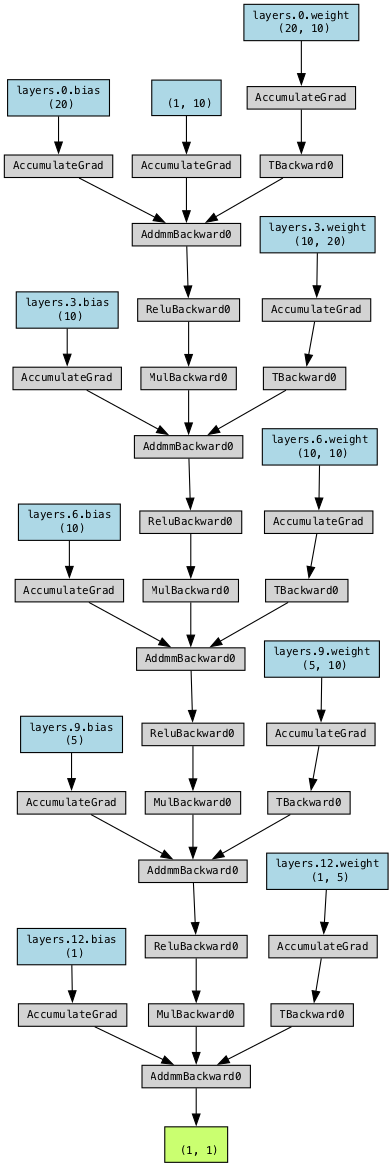 layers.0.weight
(20, 10)
layers.0.bias
(20)
(1, 10)
AccumulateGrad
AccumulateGrad
AccumulateGrad
TBackward0
AddmmBackward0
layers.3.weight
(10, 20)
layers.3.bias
(10)
ReluBackward0
AccumulateGrad
AccumulateGrad
MulBackward0
TBackward0
AddmmBackward0
layers.6.weight
(10, 10)
layers.6.bias
(10)
ReluBackward0
AccumulateGrad
AccumulateGrad
MulBackward0
TBackward0
AddmmBackward0
layers.9.weight
(5, 10)
layers.9.bias
(5)
ReluBackward0
AccumulateGrad
AccumulateGrad
MulBackward0
TBackward0
AddmmBackward0
layers.12.weight
(1, 5)
layers.12.bias
(1)
ReluBackward0
AccumulateGrad
AccumulateGrad
MulBackward0
TBackward0
AddmmBackward0
(1, 1)